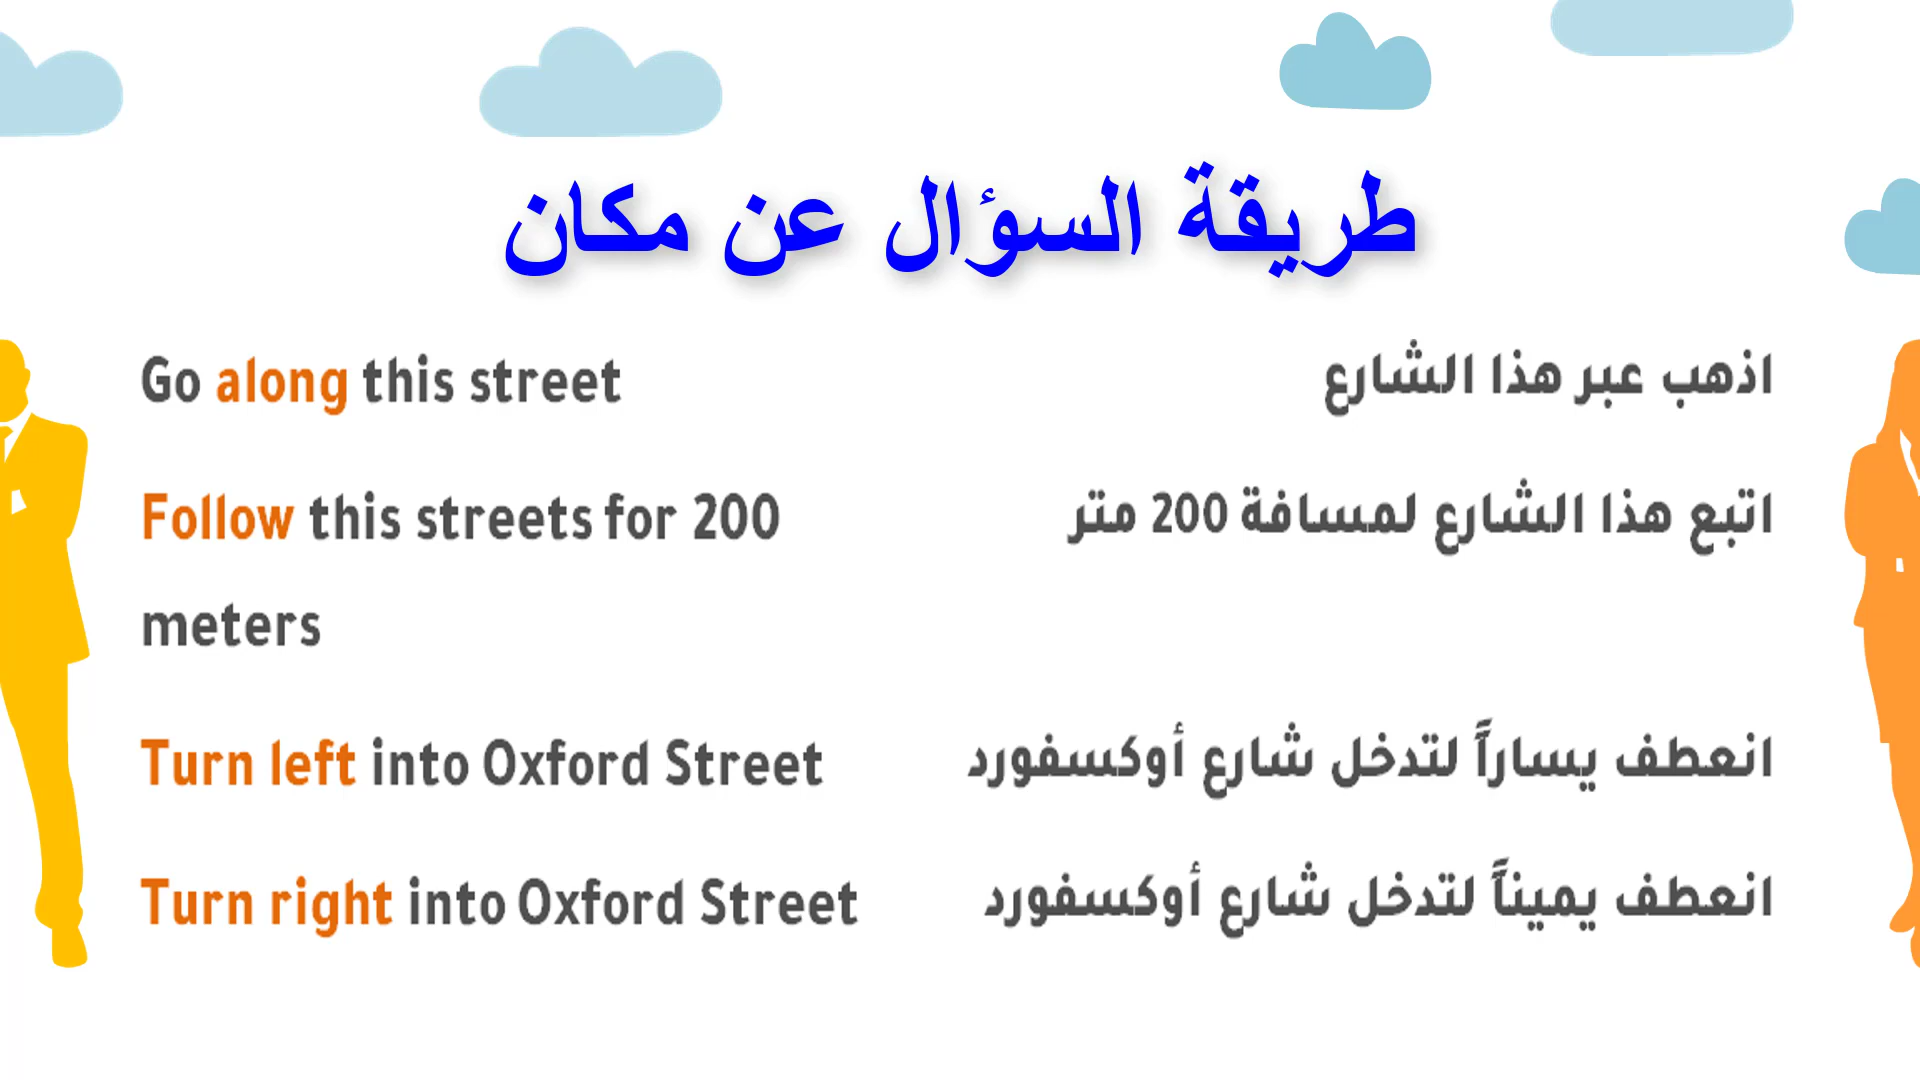 طريقة السؤال عن مكان
Go along this street
اذهب عبر هذا الشارع
Follow this streets for 200
meters
اتبع هذا الشارع لمسافة 200 متر
Turn left into Oxford Street
انعطف يساراً لتدخل شارع أوكسفورد
Turn right into Oxford Street
انعطف يميناً لتدخل شارع أوكسفورد